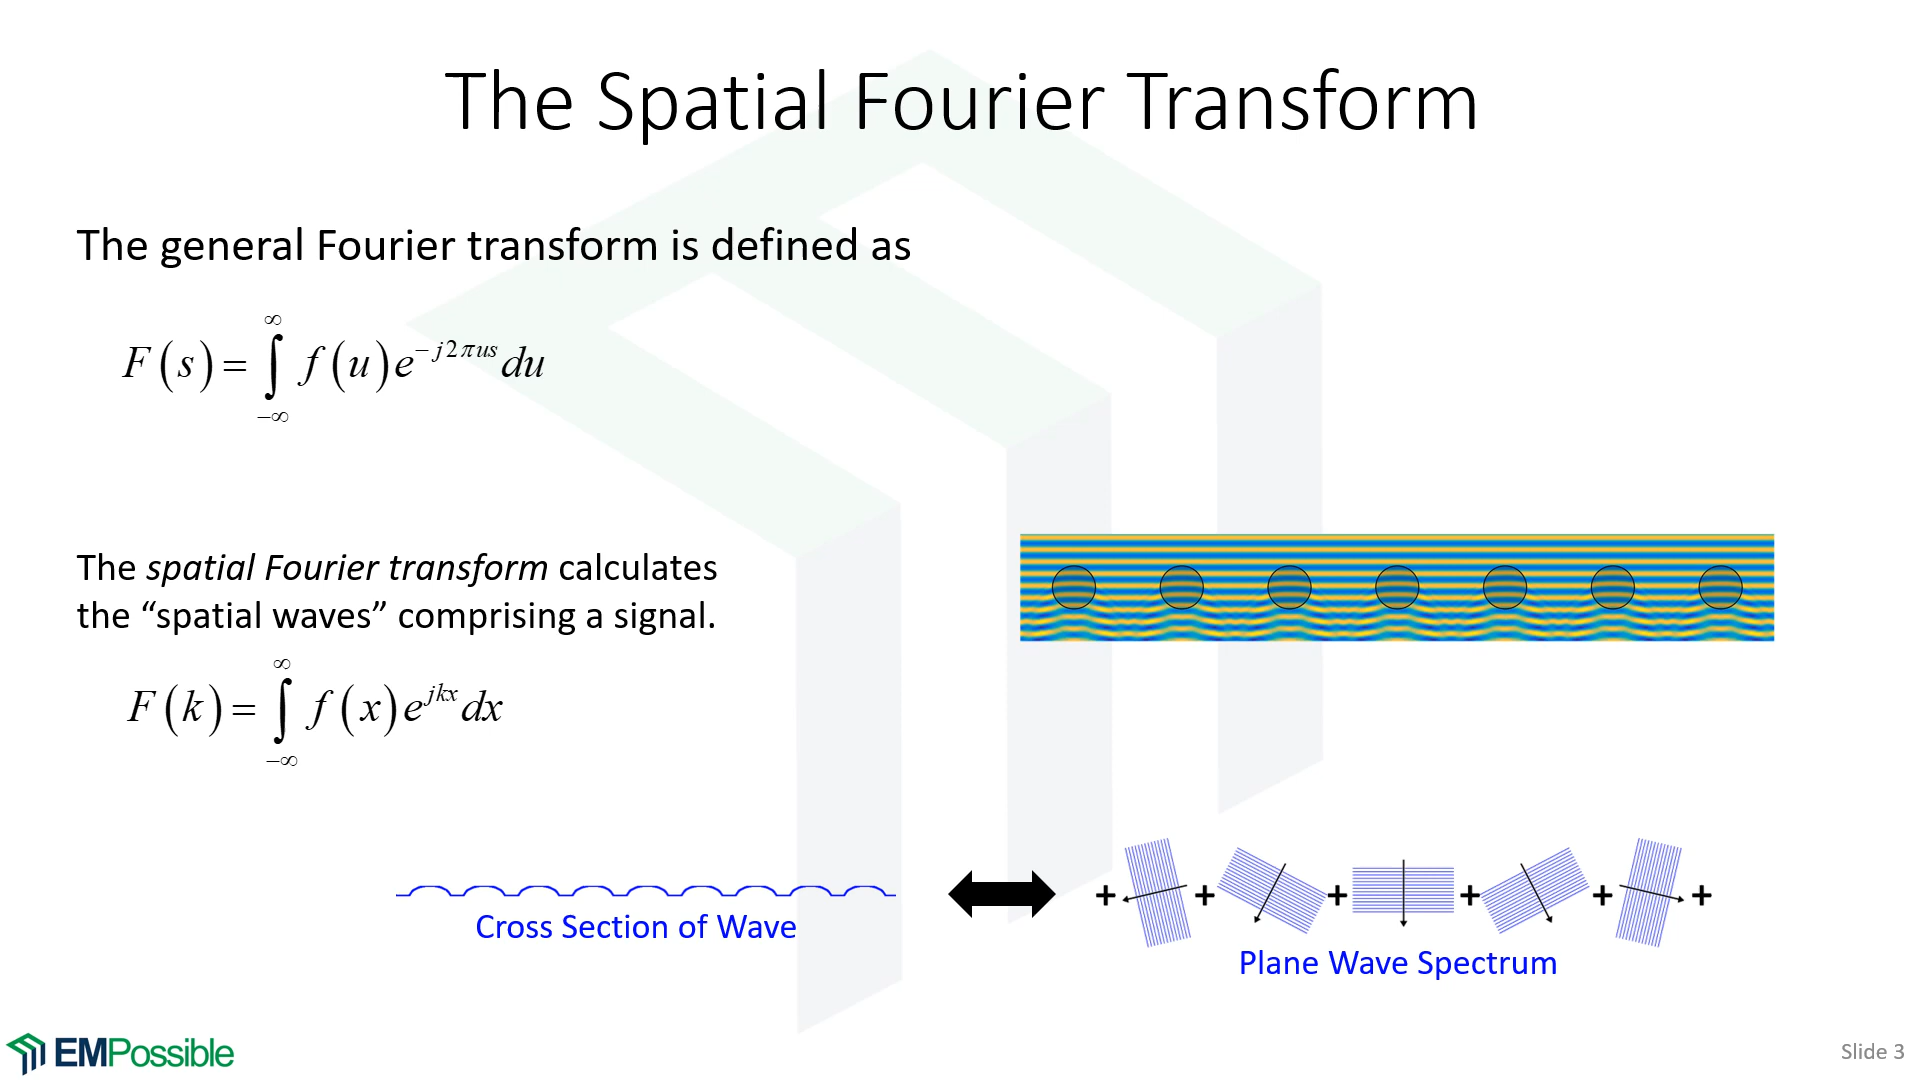 The Spatial Fourier Transform
The general Fourier transform is defined as
F(s) = ∫_{−∞}^{∞} f(u) e^{−j2πus} du
The spatial Fourier transform calculates
the “spatial waves” comprising a signal.
F(k) = ∫_{−∞}^{∞} f(x) e^{jkx} dx
+ + + + + +
Cross Section of Wave
Plane Wave Spectrum
EMPossible
Slide 3